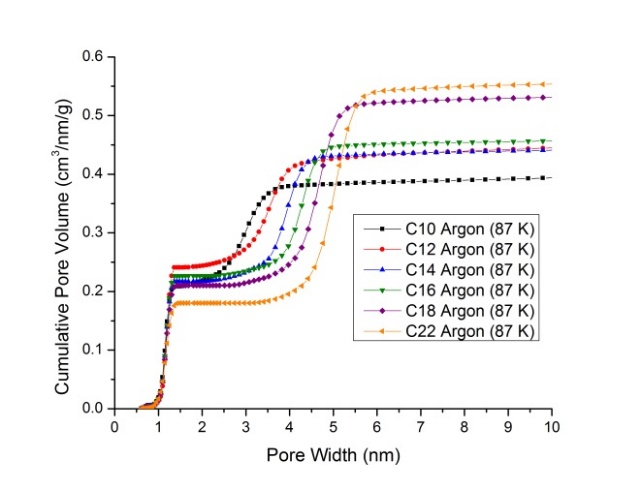 0.6
0.5
0.4
0.3
0.2
0.1
0.0
Cumulative Pore Volume (cm³/nm/g)
C10 Argon (87 K)
C12 Argon (87 K)
C14 Argon (87 K)
C16 Argon (87 K)
C18 Argon (87 K)
C22 Argon (87 K)
0 1 2 3 4 5 6 7 8 9 10
Pore Width (nm)